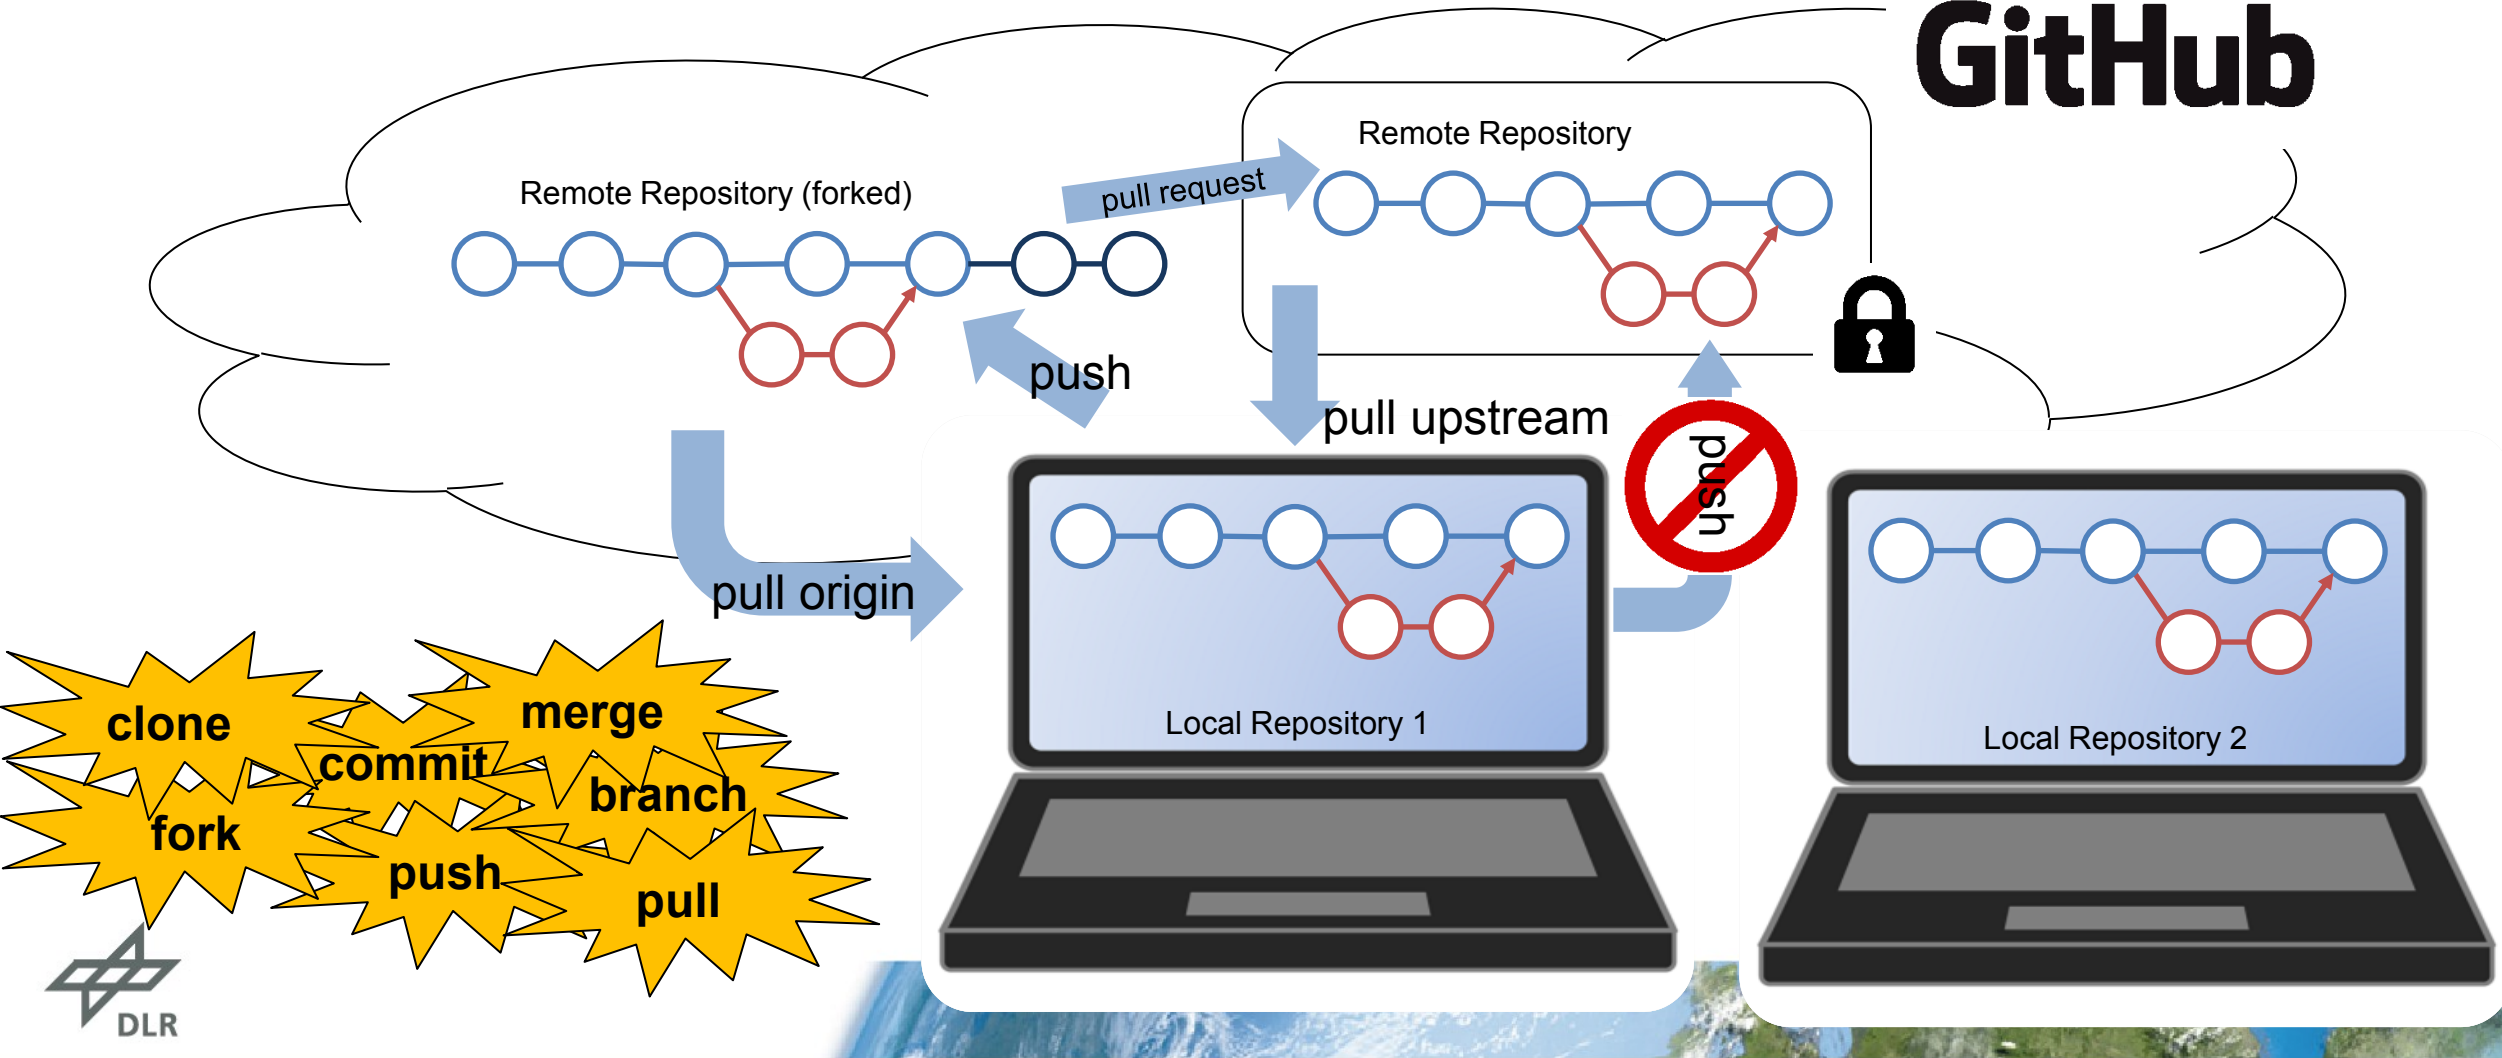 GitHub
Remote Repository
Remote Repository (forked)
pull request
push
pull upstream
push
pull origin
Local Repository 1
Local Repository 2
clone
merge
commit
branch
fork
push
pull
DLR